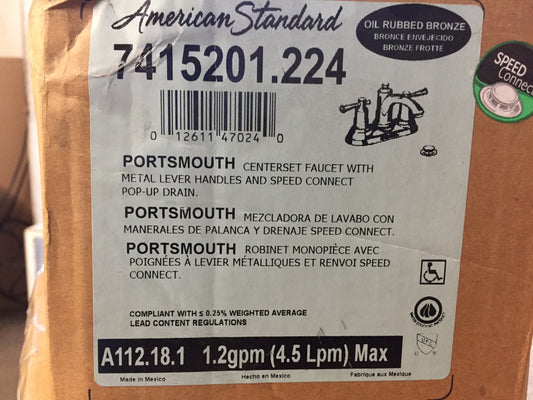 American Standard
OIL RUBBED BRONZE
BRONCE ENVEJECIDO
BRONZE FROTTÉ
7415201.224
SPEED
Connect
0 12611 47024 0
PORTSMOUTH CENTERSET FAUCET WITH
METAL LEVER HANDLES AND SPEED CONNECT
POP-UP DRAIN.
PORTSMOUTH MEZCLADORA DE LAVABO CON
MANERALES DE PALANCA Y DRENAJE SPEED CONNECT.
PORTSMOUTH ROBINET MONOPIÈCE AVEC
POIGNÉES À LEVIER MÉTALLIQUES ET RENVOI SPEED
CONNECT.
COMPLIANT WITH ≤ 0.25% WEIGHTED AVERAGE
LEAD CONTENT REGULATIONS
UPC
A112.18.1 1.2gpm (4.5 Lpm) Max
Made in Mexico Hecho en Mexico Fabrique aux Mexique